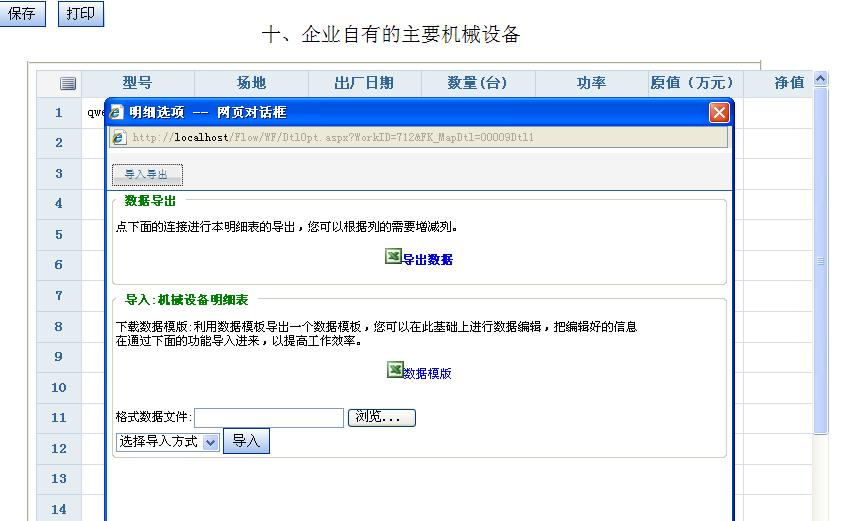 保存 打印
十、企业自有的主要机械设备
型号 场地 出厂日期 数量(台) 功率 原值（万元） 净值
1 qwe
明细选项 -- 网页对话框
http://localhost/Flow/WF/DtlOpt.aspx?WorkID=712&FK_MapDtl=00009Dtl1
2
3
导入导出
4
数据导出
5
点下面的连接进行本明细表的导出，您可以根据列的需要增减列。
6
导出数据
7
导入:机械设备明细表
8
下载数据模版:利用数据模板导出一个数据模板，您可以在此基础上进行数据编辑，把编辑好的信息
在通过下面的功能导入进来，以提高工作效率。
9
10
数据模版
11
格式数据文件: 浏览...
12
选择导入方式 导入
13
14